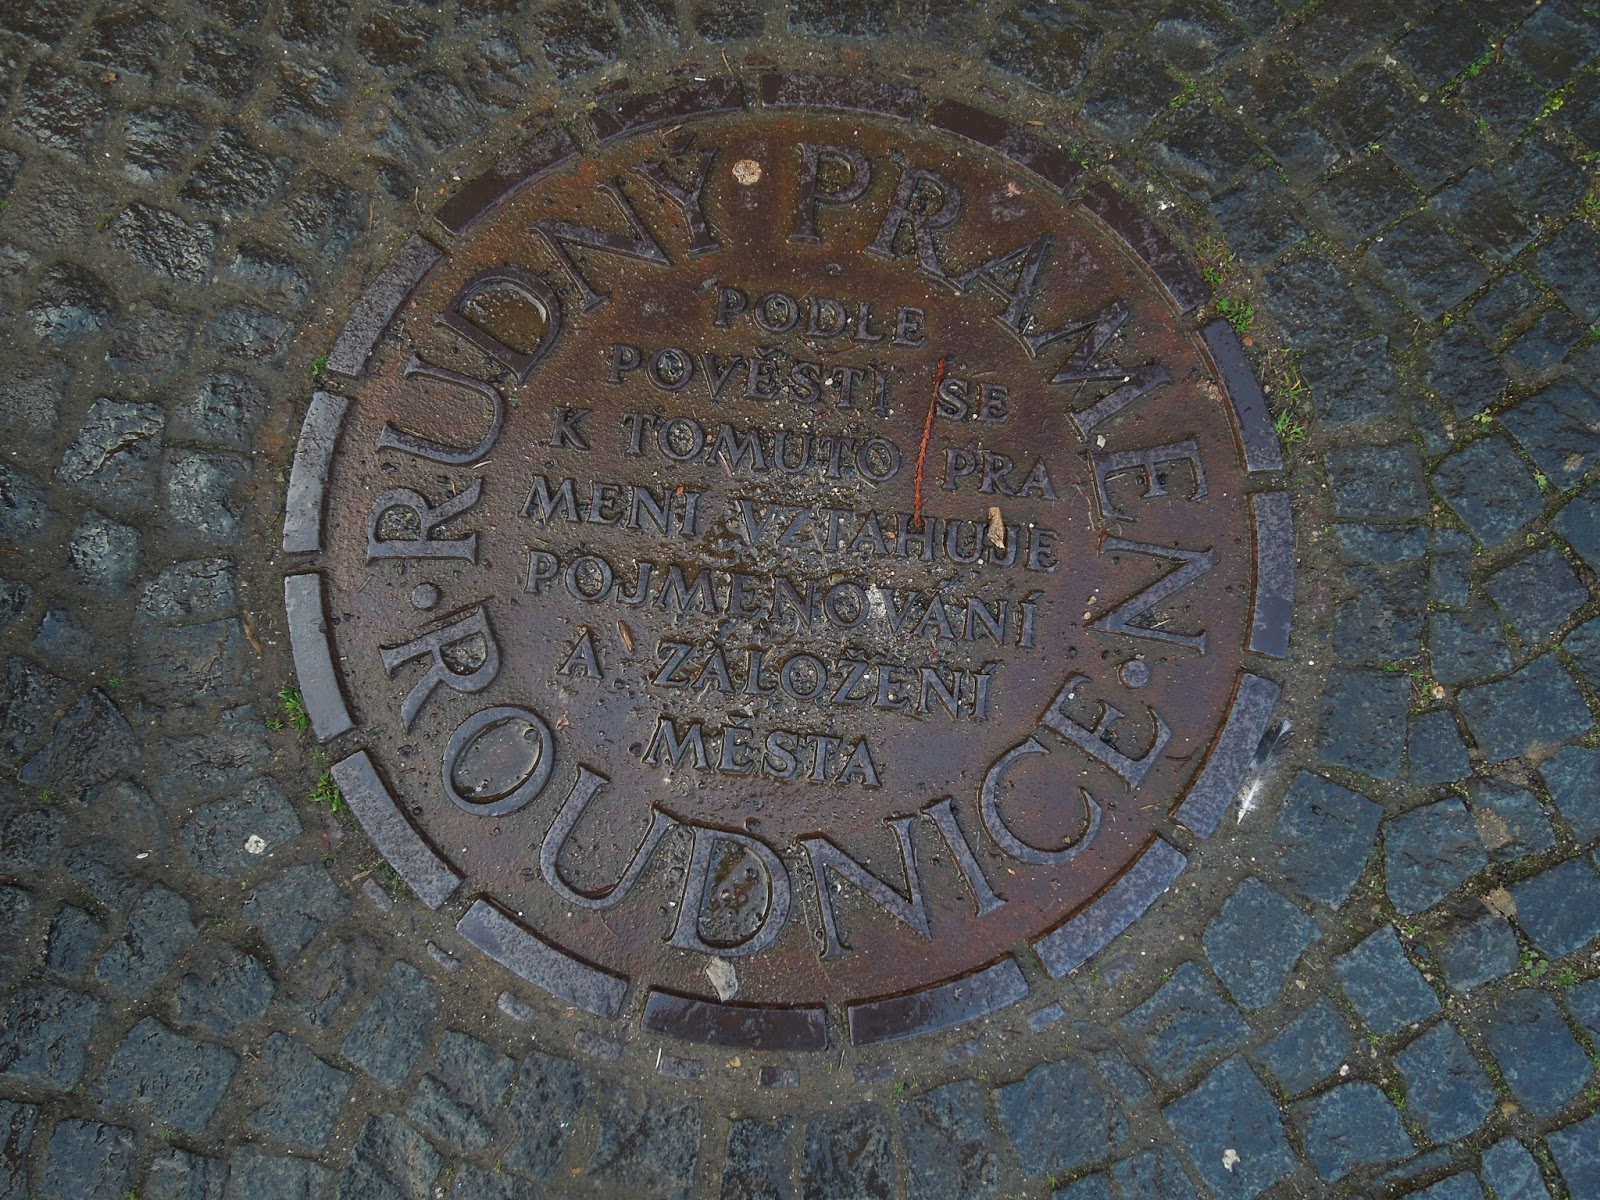 RUDNÝ · PRAMEN
PODLE
POVĚSTI SE
K TOMUTO PRA
MENI VZTAHUJE
POJMENOVÁNÍ
A ZALOŽENÍ
MĚSTA
ROUDNICE